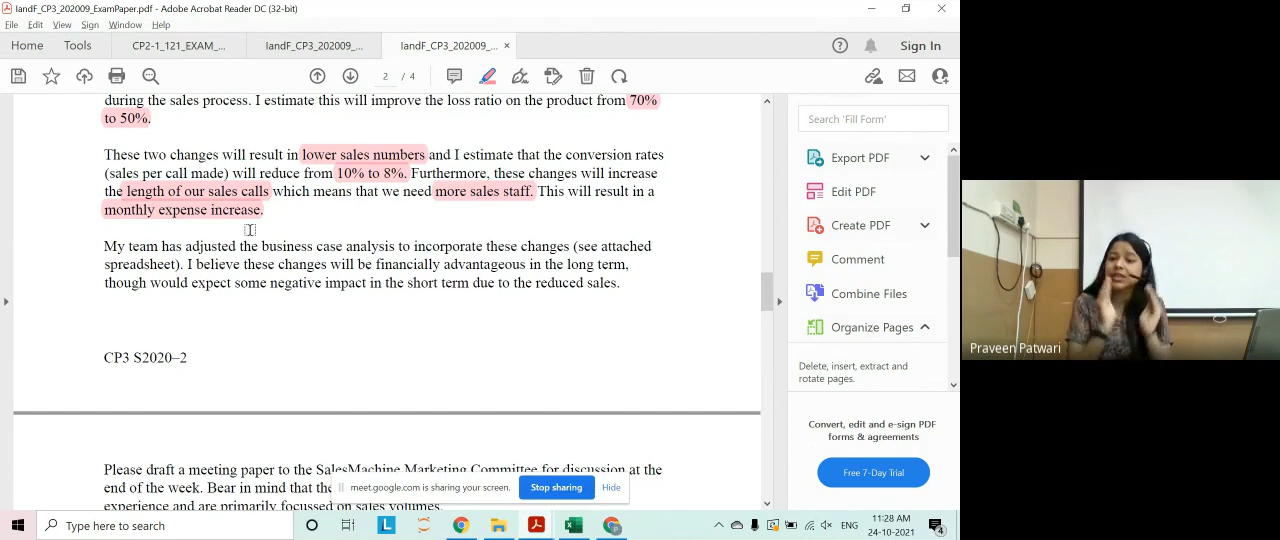 IandF_CP3_202009_ExamPaper.pdf - Adobe Acrobat Reader DC (32-bit)
File Edit View Sign Window Help
Home Tools CP2-1_121_EXAM_... IandF_CP3_202009_... IandF_CP3_202009_... × ? Sign In
2 / 4
during the sales process. I estimate this will improve the loss ratio on the product from 70%
to 50%.
These two changes will result in lower sales numbers and I estimate that the conversion rates
(sales per call made) will reduce from 10% to 8%. Furthermore, these changes will increase
the length of our sales calls which means that we need more sales staff. This will result in a
monthly expense increase.
My team has adjusted the business case analysis to incorporate these changes (see attached
spreadsheet). I believe these changes will be financially advantageous in the long term,
though would expect some negative impact in the short term due to the reduced sales.
CP3 S2020–2
Please draft a meeting paper to the SalesMachine Marketing Committee for discussion at the
end of the week. Bear in mind that the
experience and are primarily focussed on sales volumes.
meet.google.com is sharing your screen. Stop sharing Hide
Search 'Fill Form'
Export PDF
Edit PDF
Create PDF
Comment
Combine Files
Organize Pages
Delete, insert, extract and
rotate pages.
Convert, edit and e-sign PDF
forms & agreements
Free 7-Day Trial
Praveen Patwari
Type here to search
ENG
11:28 AM
24-10-2021
4